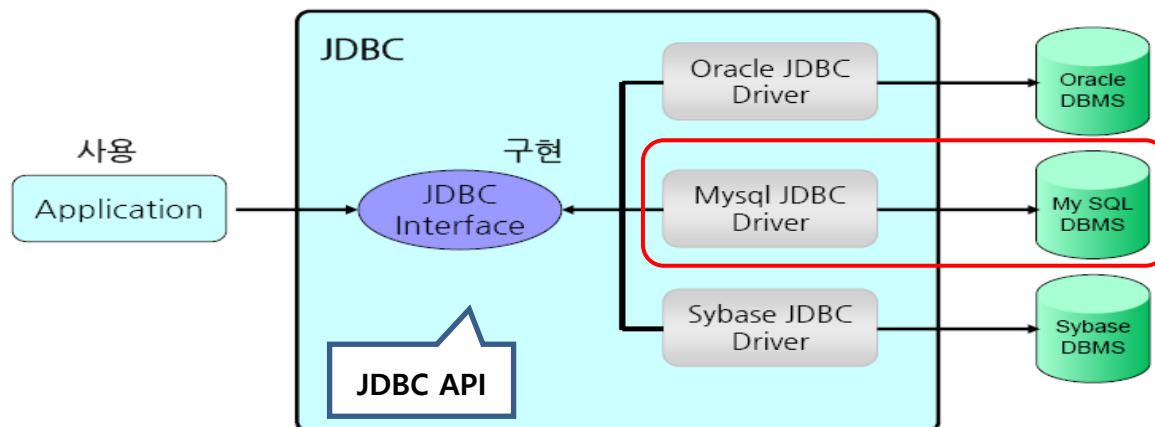 JDBC
Oracle JDBC
Driver
Oracle
DBMS
사용
구현
Application
JDBC
Interface
Mysql JDBC
Driver
My SQL
DBMS
Sybase JDBC
Driver
Sybase
DBMS
JDBC API